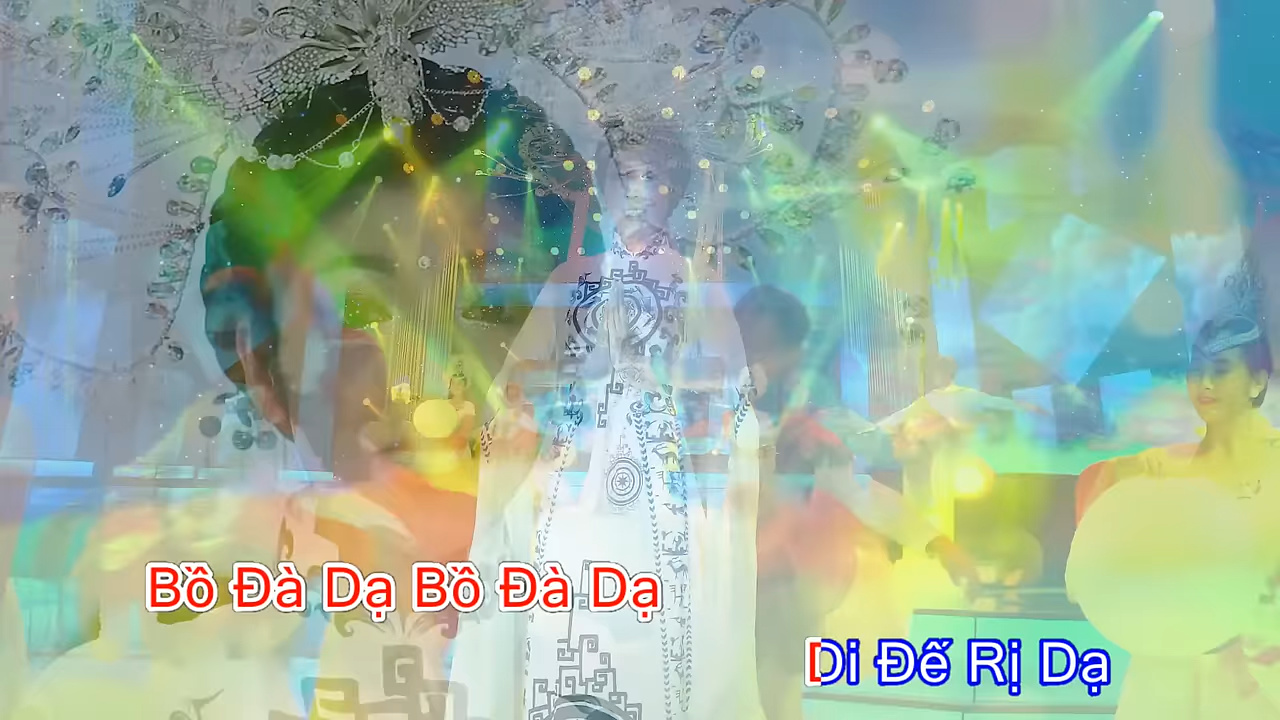 Bồ Đà Dạ Bồ Đà Dạ
Di Đế Rị Dạ